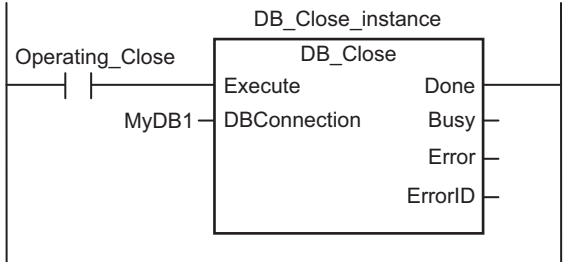 DB_Close_instance
Operating_Close
DB_Close
Execute Done
MyDB1 DBConnection Busy
Error
ErrorID